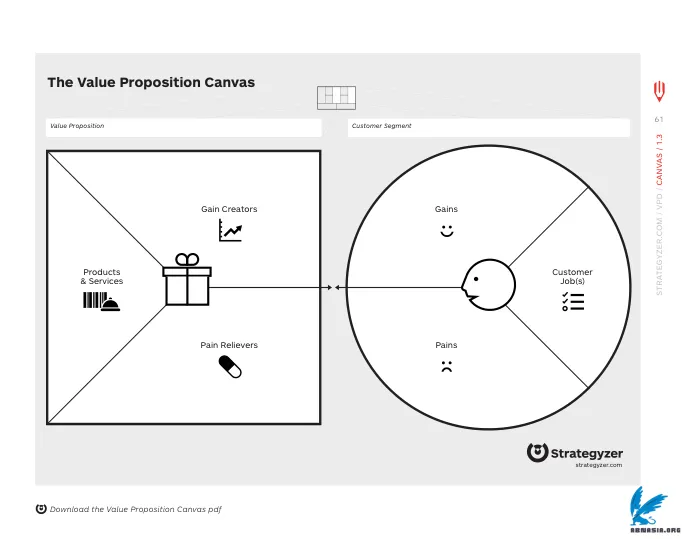 The Value Proposition Canvas
Value Proposition
Customer Segment
Gain Creators
Products
& Services
Pain Relievers
Gains
Customer
Job(s)
Pains
Strategyzer
strategyzer.com
61
STRATEGYZER.COM / VPD / CANVAS / 1.3
Download the Value Proposition Canvas pdf
ABMASIA.ORG